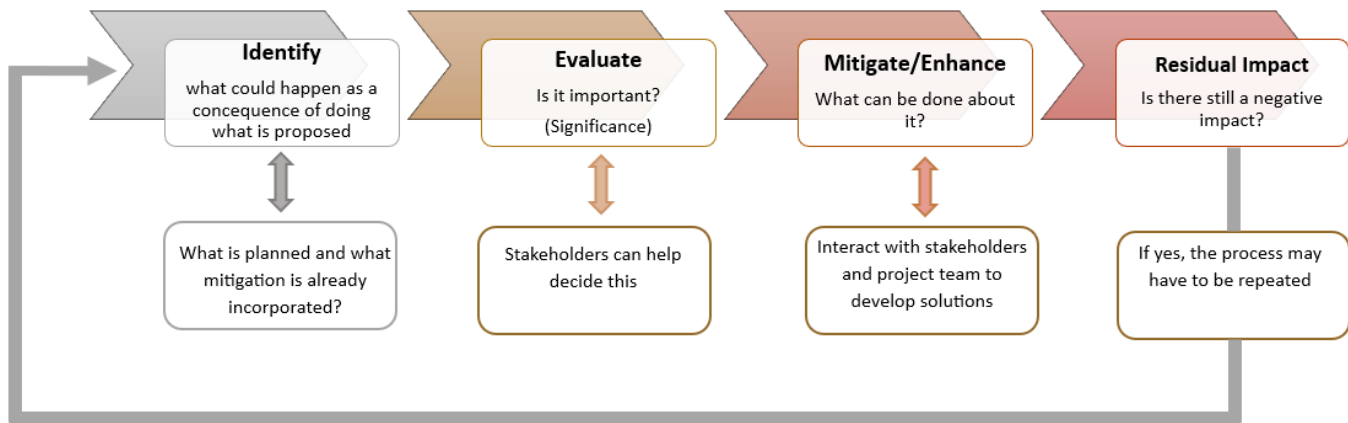 Identify
what could happen as a
concequence of doing
what is proposed
Evaluate
Is it important?
(Significance)
Mitigate/Enhance
What can be done about
it?
Residual Impact
Is there still a negative
impact?
What is planned and what
mitigation is already
incorporated?
Stakeholders can help
decide this
Interact with stakeholders
and project team to
develop solutions
If yes, the process may
have to be repeated